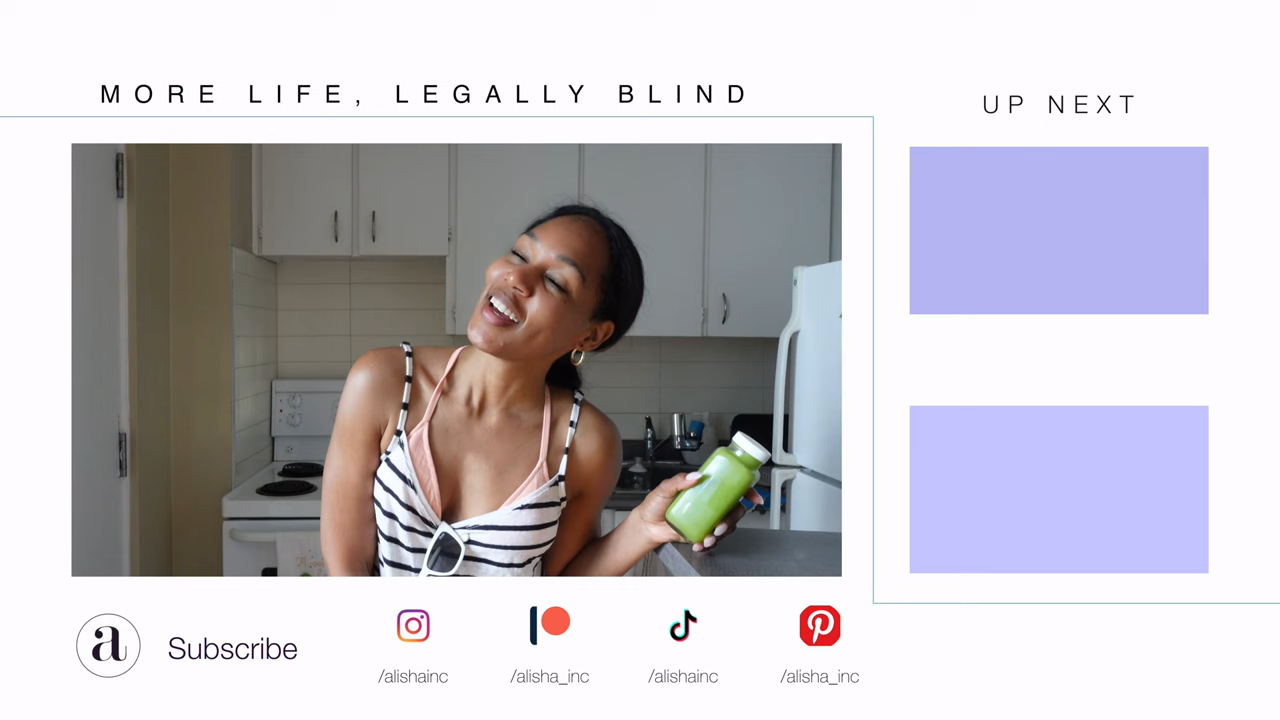 MORE LIFE, LEGALLY BLIND
UP NEXT
a
Subscribe
/alishainc
/alisha_inc
/alishainc
/alisha_inc